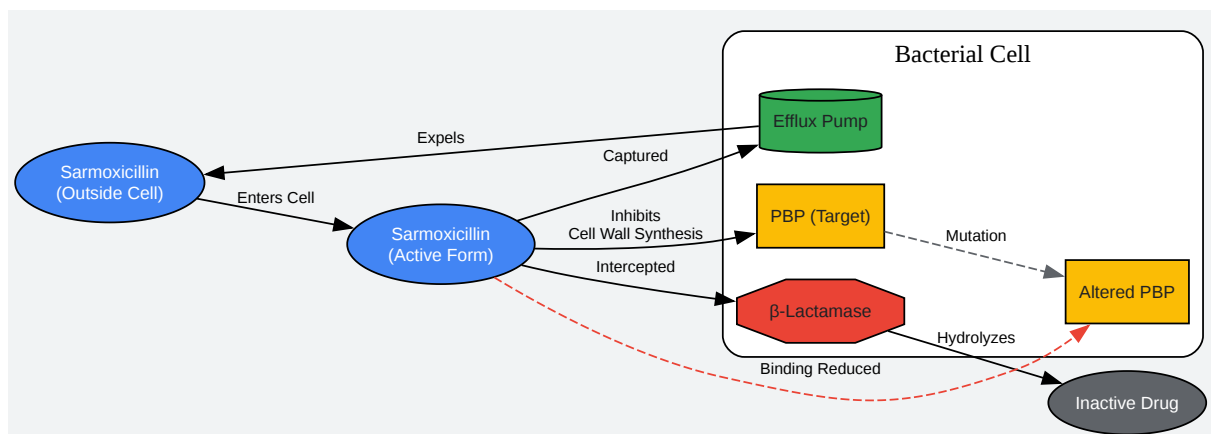 Bacterial Cell
Efflux Pump
Expels
Captured
Sarmoxicillin
(Outside Cell)
Enters Cell
Inhibits
Cell Wall Synthesis
PBP (Target)
Sarmoxicillin
(Active Form)
Mutation
Intercepted
Altered PBP
β-Lactamase
Hydrolyzes
Binding Reduced
Inactive Drug